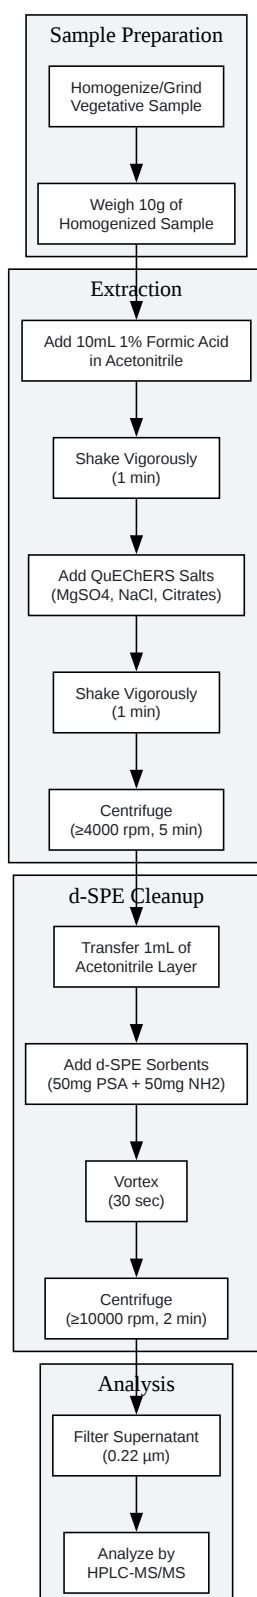 Sample Preparation
Homogenize/Grind
Vegetative Sample
Weigh 10g of
Homogenized Sample
Extraction
Add 10mL 1% Formic Acid
in Acetonitrile
Shake Vigorously
(1 min)
Add QuEChERS Salts
(MgSO4, NaCl, Citrates)
Shake Vigorously
(1 min)
Centrifuge
(≥4000 rpm, 5 min)
d-SPE Cleanup
Transfer 1mL of
Acetonitrile Layer
Add d-SPE Sorbents
(50mg PSA + 50mg NH2)
Vortex
(30 sec)
Centrifuge
(≥10000 rpm, 2 min)
Analysis
Filter Supernatant
(0.22 µm)
Analyze by
HPLC-MS/MS